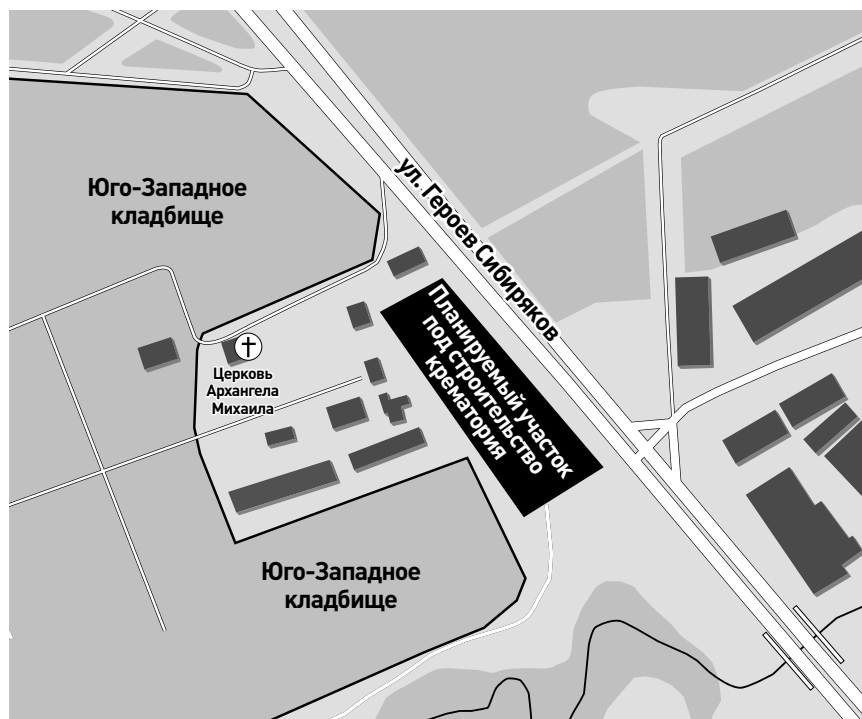 Юго-Западное
кладбище
ул. Героев Сибиряков
Планируемый участок
под строительство
крематория
Церковь
Архангела
Михаила
Юго-Западное
кладбище